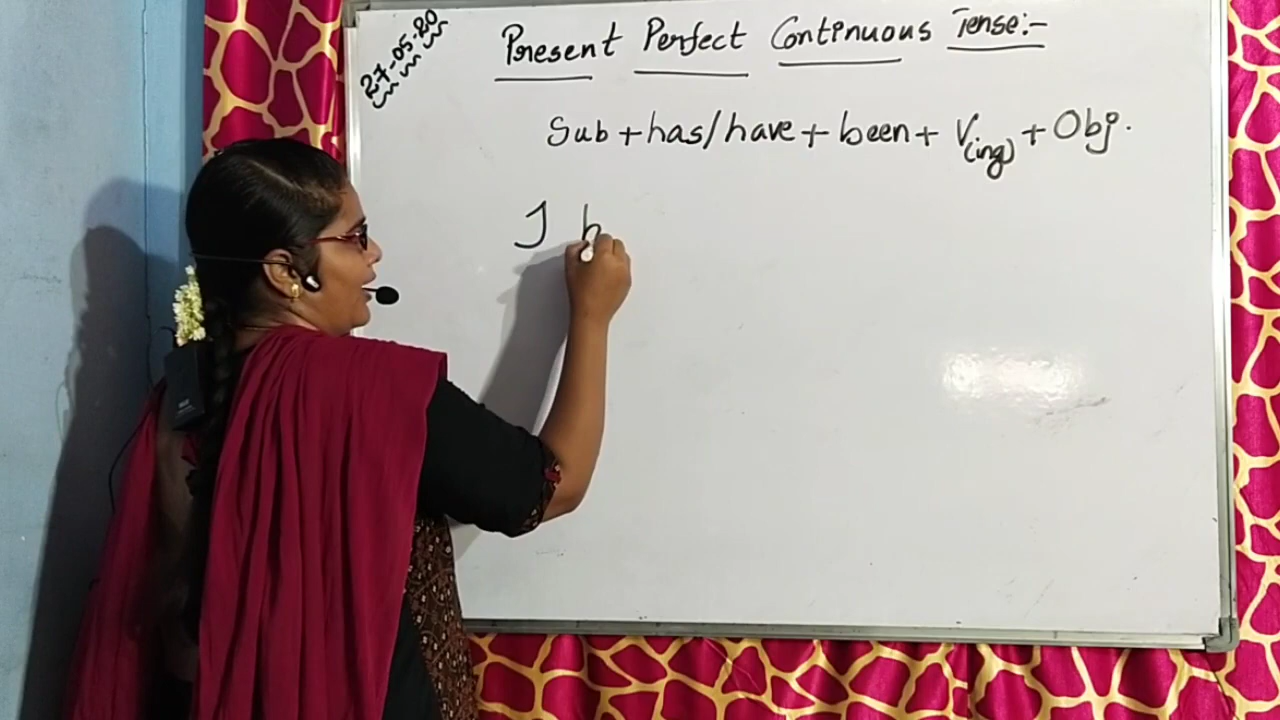 27-05-20
Present Perfect Continuous Tense:-
Sub + has/have + been + V(ing) + Obj.
I h